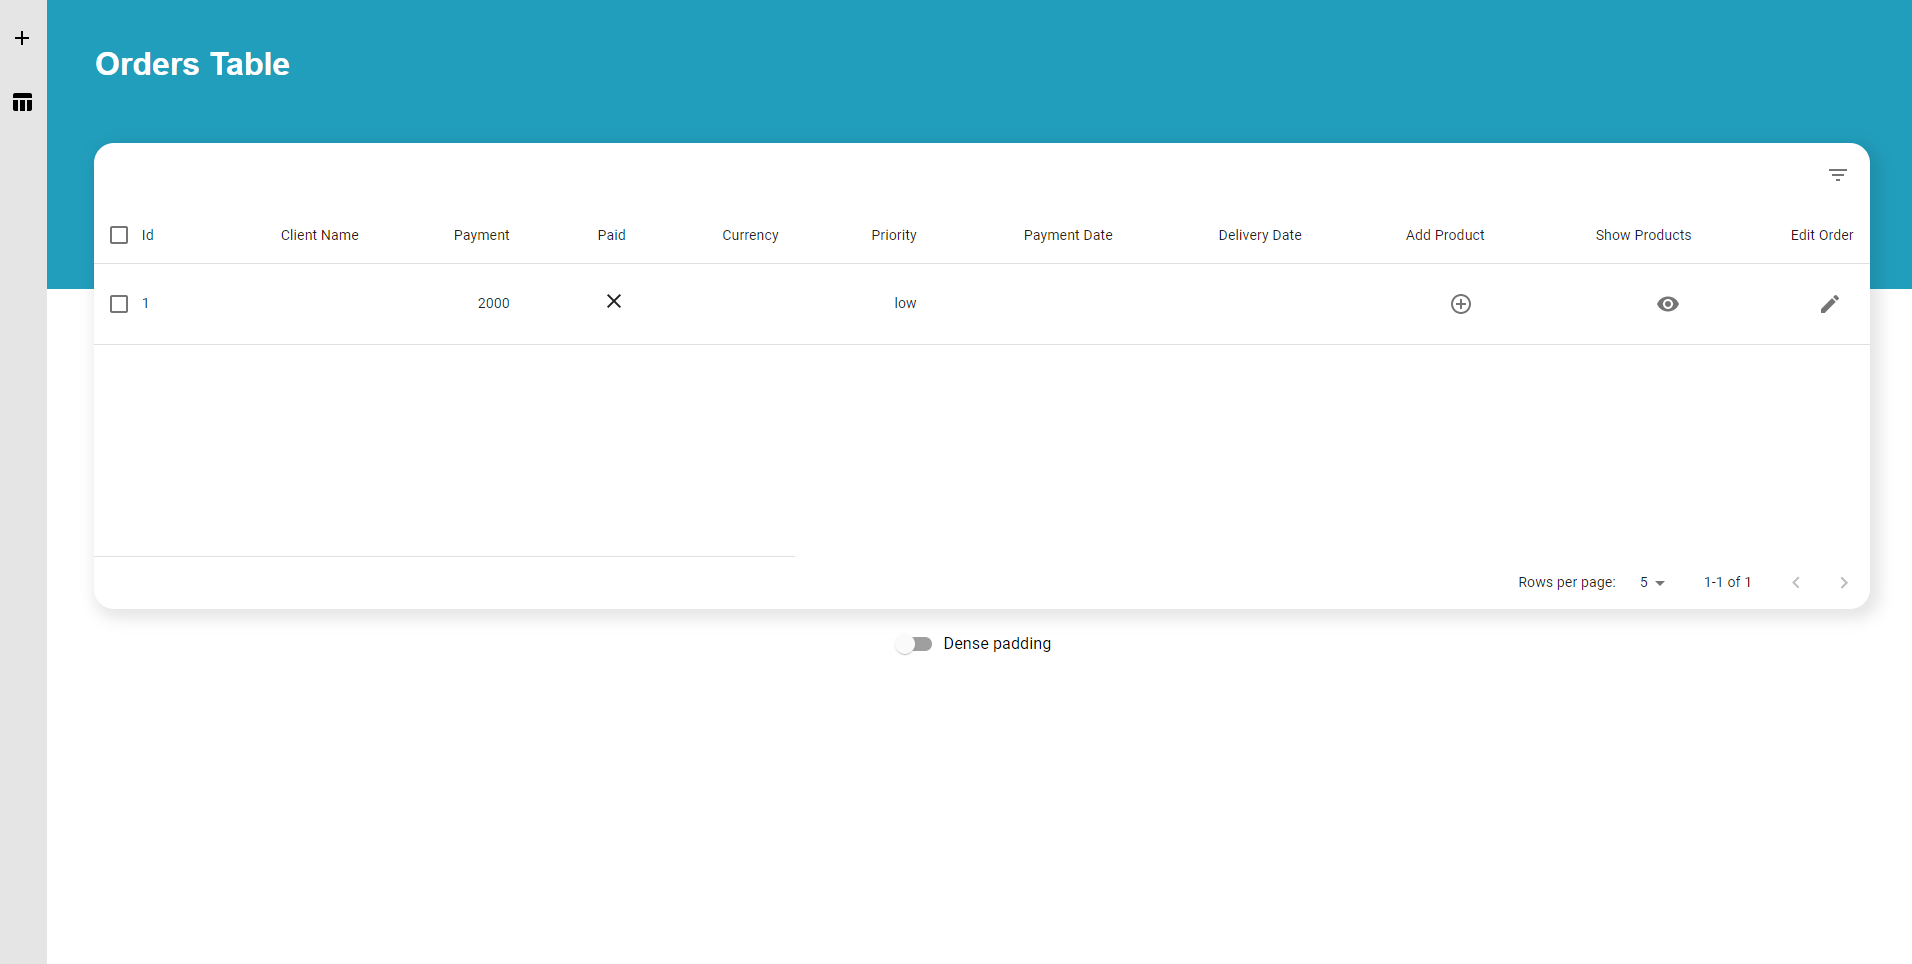 Orders Table
Id Client Name Payment Paid Currency Priority Payment Date Delivery Date Add Product Show Products Edit Order
1 2000 low
Rows per page: 5 1-1 of 1
Dense padding